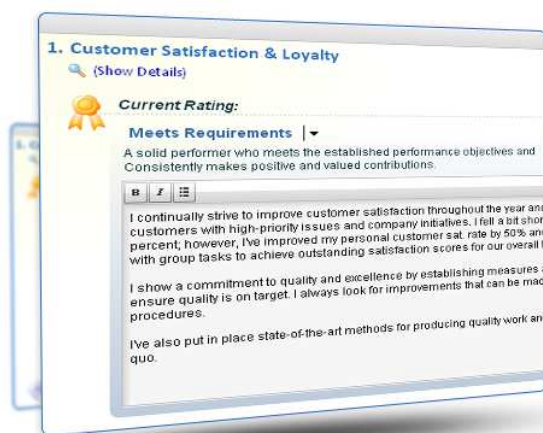 1. Customer Satisfaction & Loyalty
(Show Details)
Current Rating:
Meets Requirements
A solid performer who meets the established performance objectives and
Consistently makes positive and valued contributions.
B I
I continually strive to improve customer satisfaction throughout the year and
customers with high-priority issues and company initiatives. I fell a bit short
percent; however, I've improved my personal customer sat. rate by 50% and
with group tasks to achieve outstanding satisfaction scores for our overall
I show a commitment to quality and excellence by establishing measures
ensure quality is on target. I always look for improvements that can be
procedures.
I've also put in place state-of-the-art methods for producing quality work and
quo.